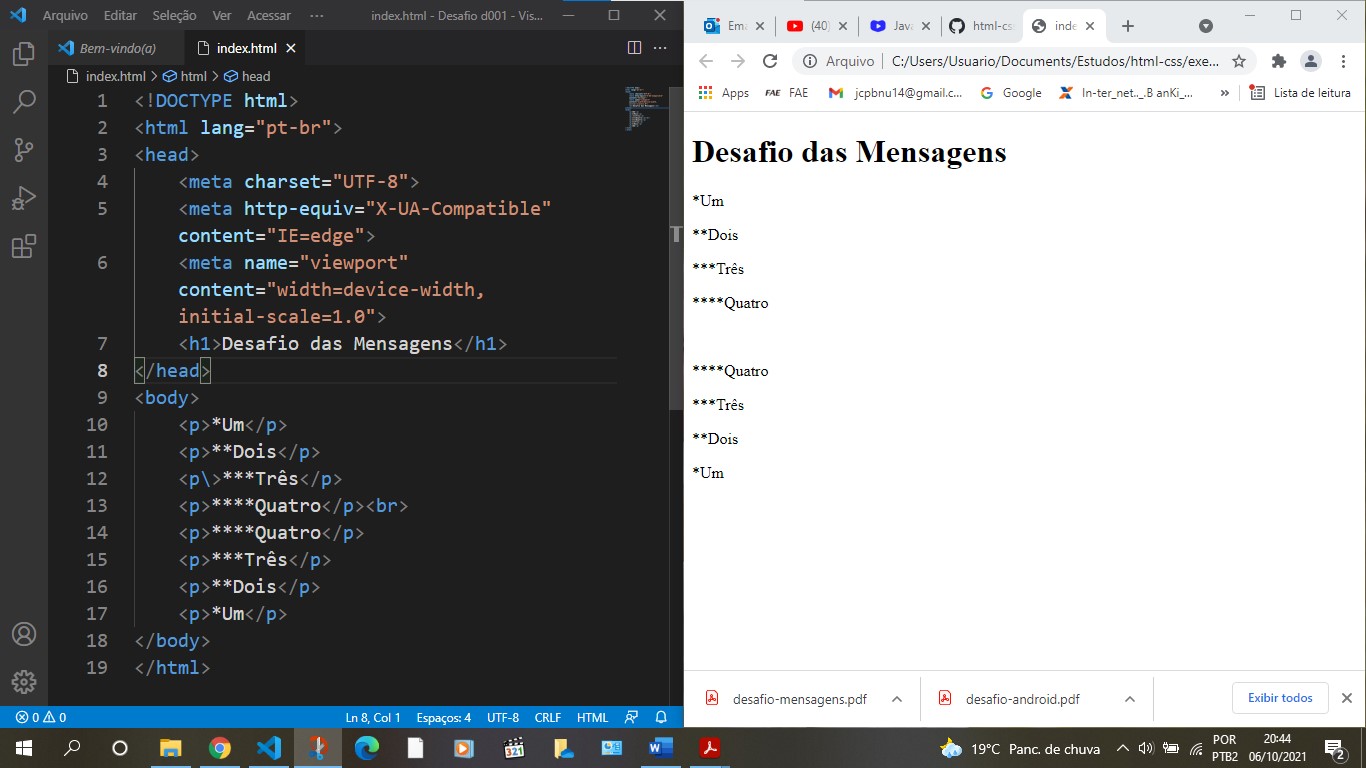 Arquivo Editar Seleção Ver Acessar ··· index.html - Desafio d001 - Vis...
Bem-vindo(a) index.html
index.html > html > head
1 <!DOCTYPE html>
2 <html lang="pt-br">
3 <head>
4 <meta charset="UTF-8">
5 <meta http-equiv="X-UA-Compatible"
content="IE=edge">
6 <meta name="viewport"
content="width=device-width,
initial-scale=1.0">
7 <h1>Desafio das Mensagens</h1>
8 </head>
9 <body>
10 <p>*Um</p>
11 <p>**Dois</p>
12 <p\>***Três</p>
13 <p>****Quatro</p><br>
14 <p>****Quatro</p>
15 <p>***Três</p>
16 <p>**Dois</p>
17 <p>*Um</p>
18 </body>
19 </html>
0 0 Ln 8, Col 1 Espaços: 4 UTF-8 CRLF HTML
Ema (40) Java html-cs inde
Arquivo | C:/Users/Usuario/Documents/Estudos/html-css/exe...
Apps FAE FAE jcpbnu14@gmail.c... Google In-ter_net.._.B anKi_... » Lista de leitura
Desafio das Mensagens
*Um
**Dois
***Três
****Quatro
****Quatro
***Três
**Dois
*Um
desafio-mensagens.pdf desafio-android.pdf Exibir todos
321 19°C Panc. de chuva POR 20:44
PTB2 06/10/2021 2